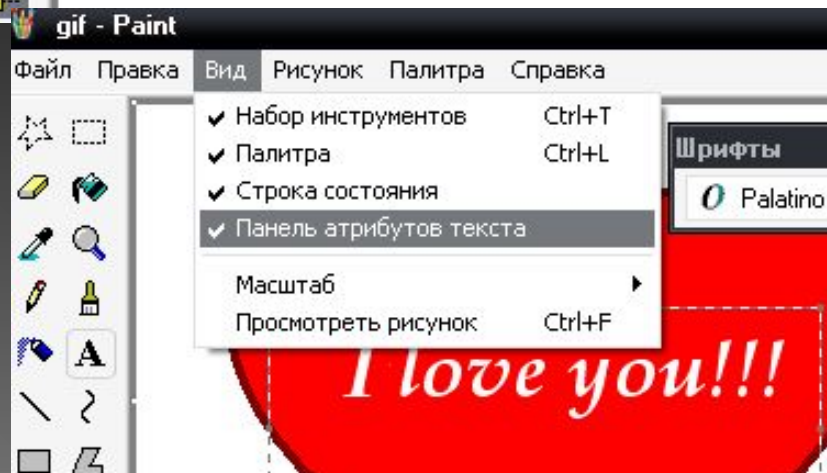 gif - Paint
Файл Правка Вид Рисунок Палитра Справка
Набор инструментов Ctrl+T
Палитра Ctrl+L
Строка состояния
Панель атрибутов текста
Масштаб
Просмотреть рисунок Ctrl+F
Шрифты
O Palatino
A
I love you!!!